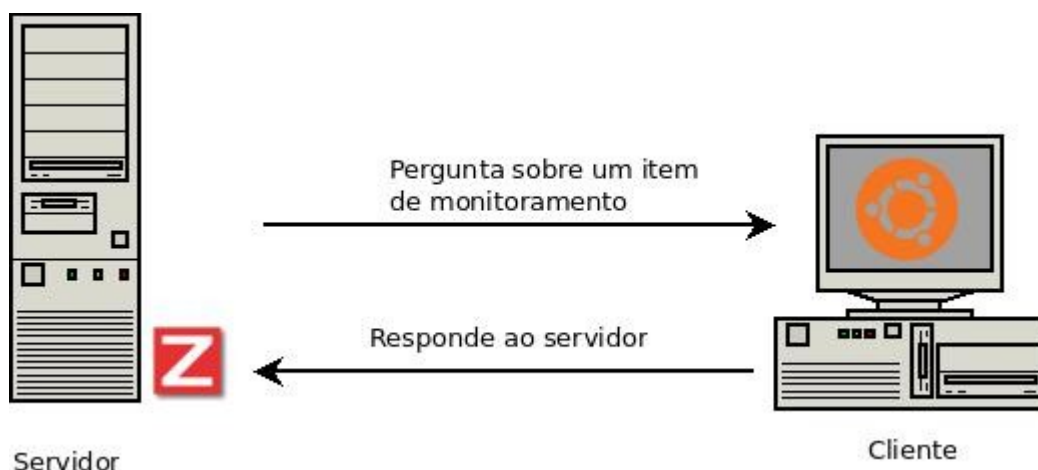 Pergunta sobre um item
de monitoramento
Responde ao servidor
Z
Servidor
Cliente